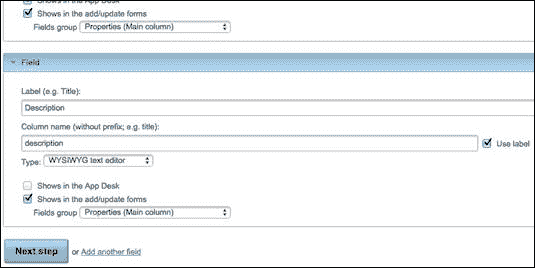 Shows in the App Desk
Shows in the add/update forms
Fields group Properties (Main column)
Field
Label (e.g. Title):
Description
Column name (without prefix; e.g. title):
description Use label
Type: WYSIWYG text editor
Shows in the App Desk
Shows in the add/update forms
Fields group Properties (Main column)
Next step or Add another field